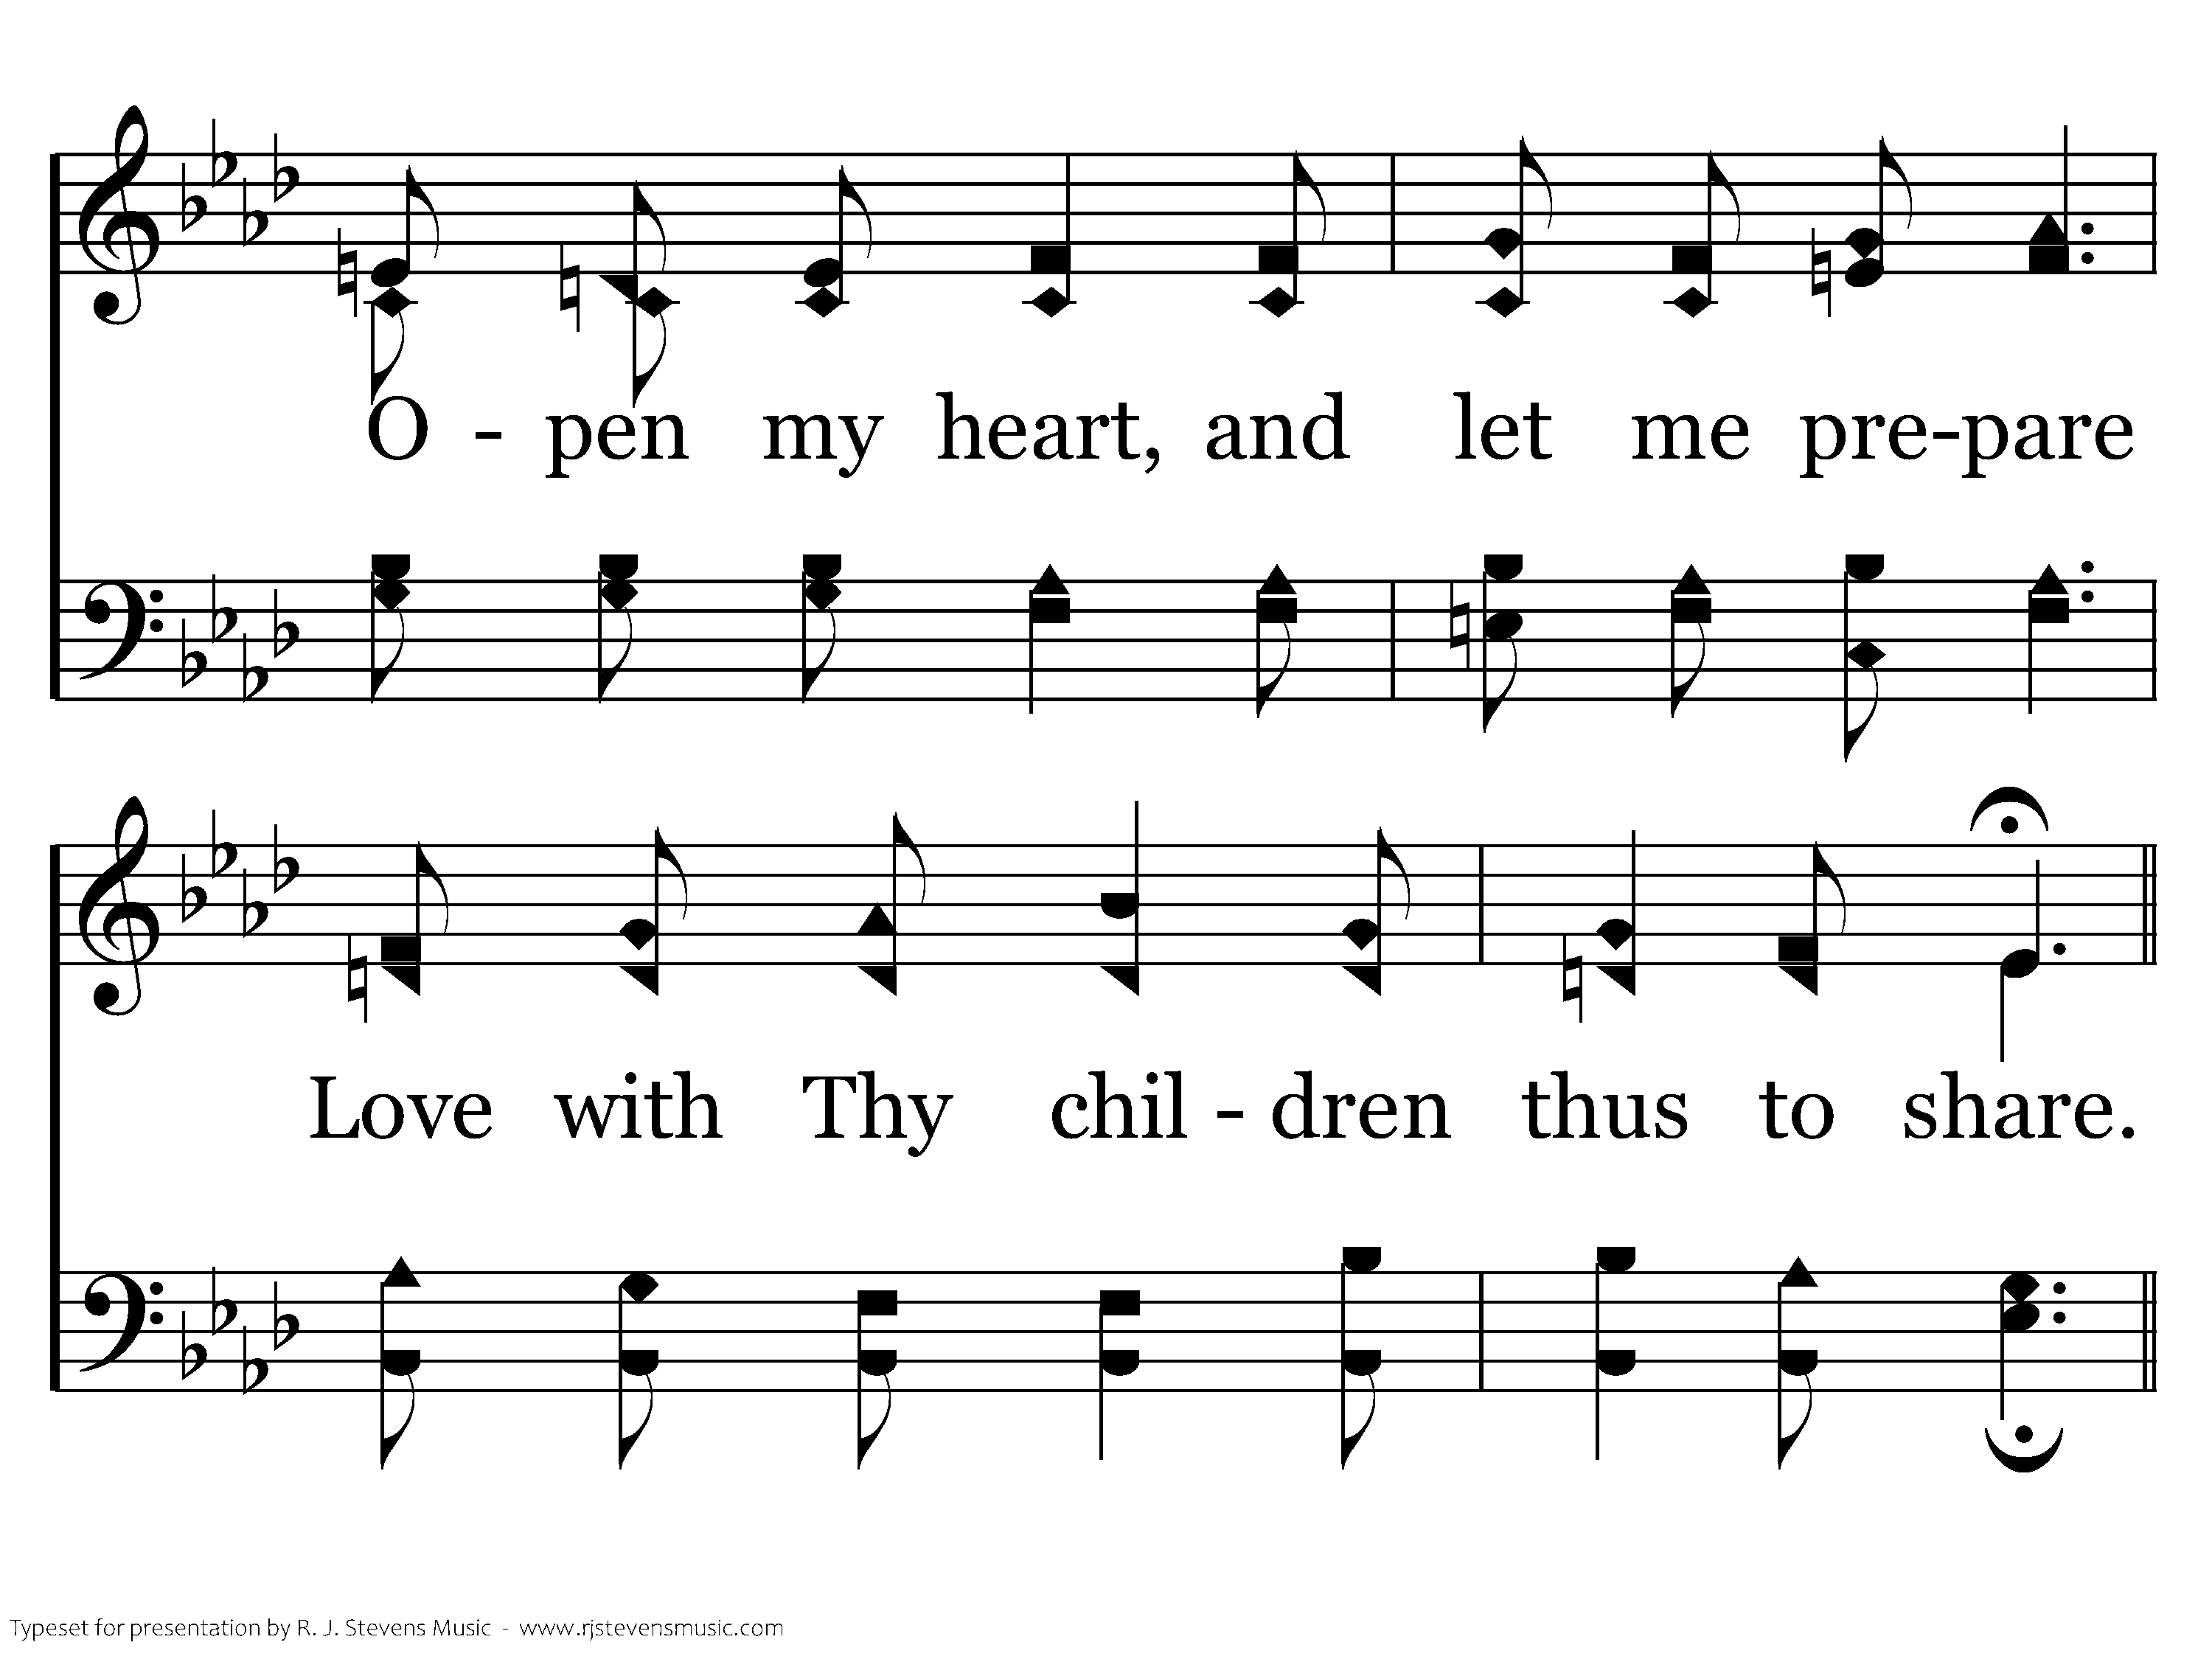 O - pen my heart, and let me pre-pare
Love with Thy chil - dren thus to share.
Typeset for presentation by R. J. Stevens Music - www.rjstevensmusic.com